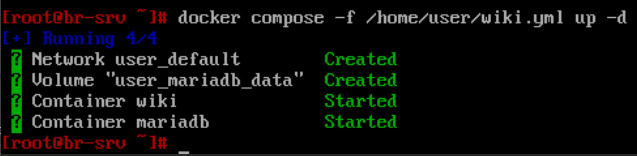 [root@br-srv ~]# docker compose -f /home/user/wiki.yml up -d
[+] Running 4/4
? Network user_default Created
? Volume "user_mariadb_data" Created
? Container wiki Started
? Container mariadb Started
[root@br-srv ~]# _